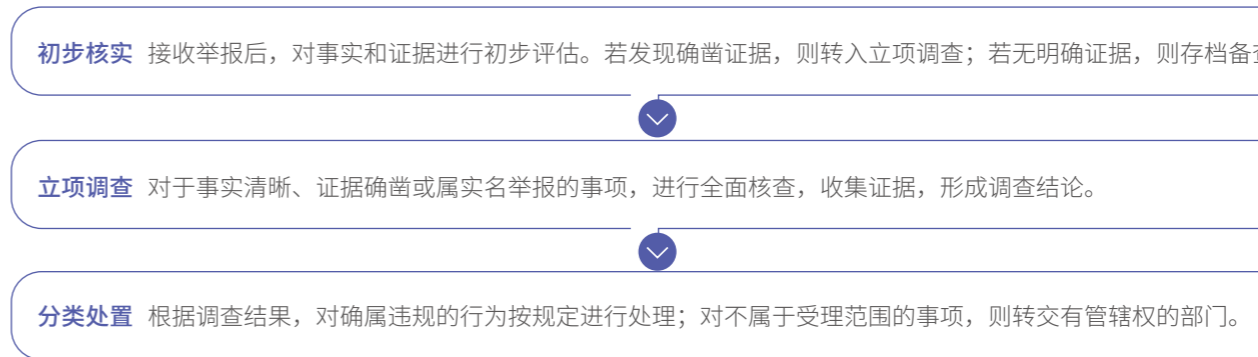 初步核实 接收举报后，对事实和证据进行初步评估。若发现确凿证据，则转入立项调查；若无明确证据，则存档备
立项调查 对于事实清晰、证据确凿或属实名举报的事项，进行全面核查，收集证据，形成调查结论。
分类处置 根据调查结果，对确属违规的行为按规定进行处理；对不属于受理范围的事项，则转交有管辖权的部门。